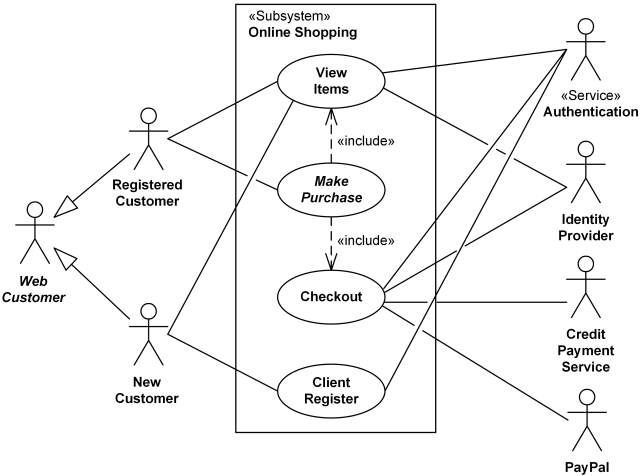 «Subsystem»
Online Shopping
View
Items
«include»
Make
Purchase
«include»
Checkout
Client
Register
Registered
Customer
Web
Customer
New
Customer
«Service»
Authentication
Identity
Provider
Credit
Payment
Service
PayPal